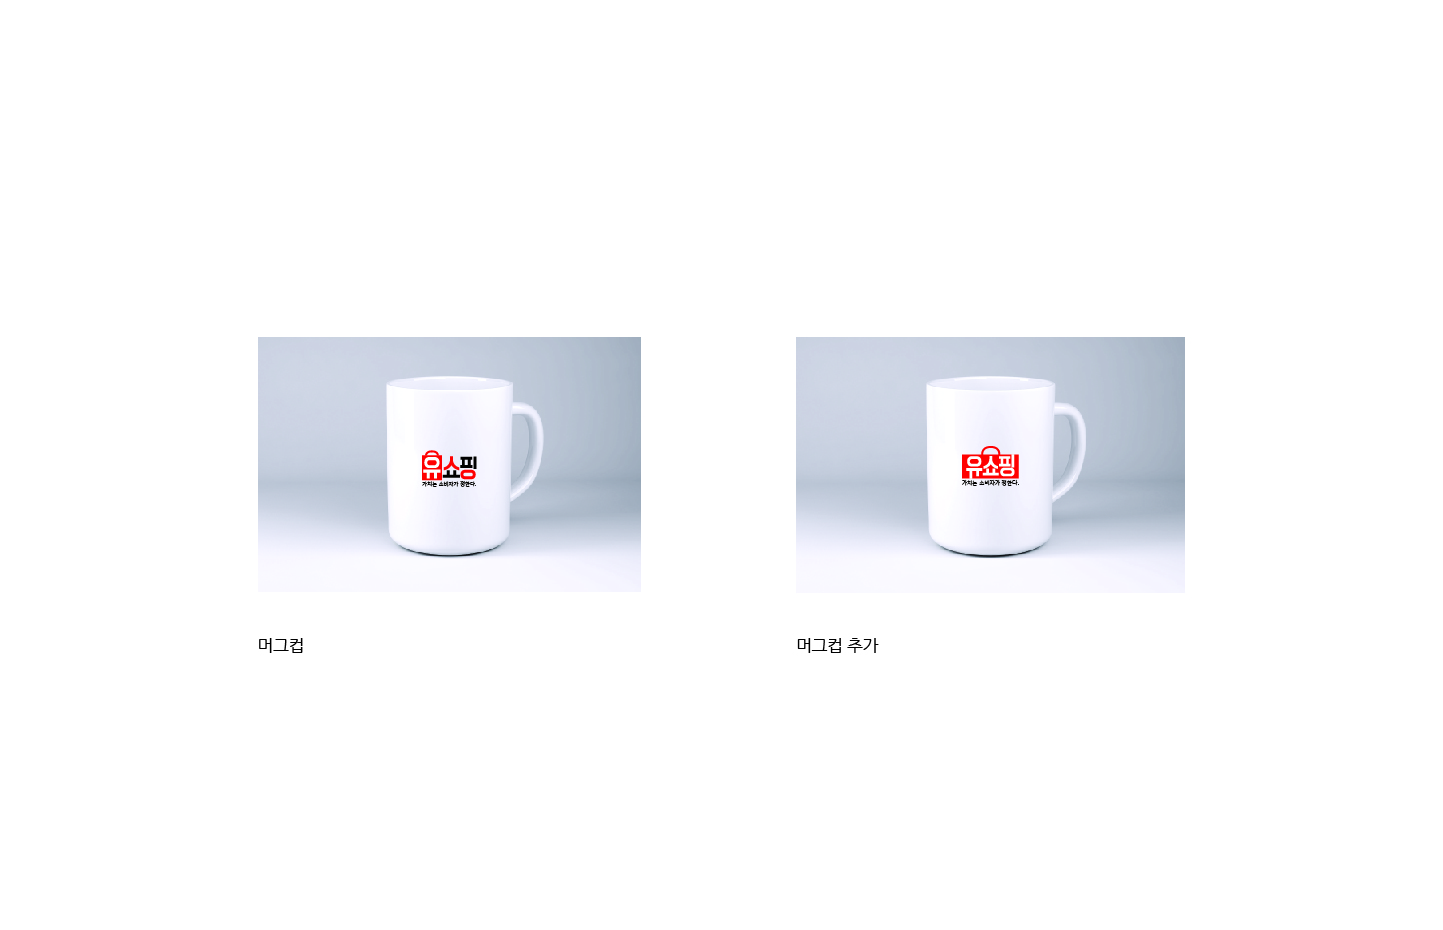 유쇼핑
가치는 소비자가 정한다.
유쇼핑
가치는 소비자가 정한다.
머그컵
머그컵 추가